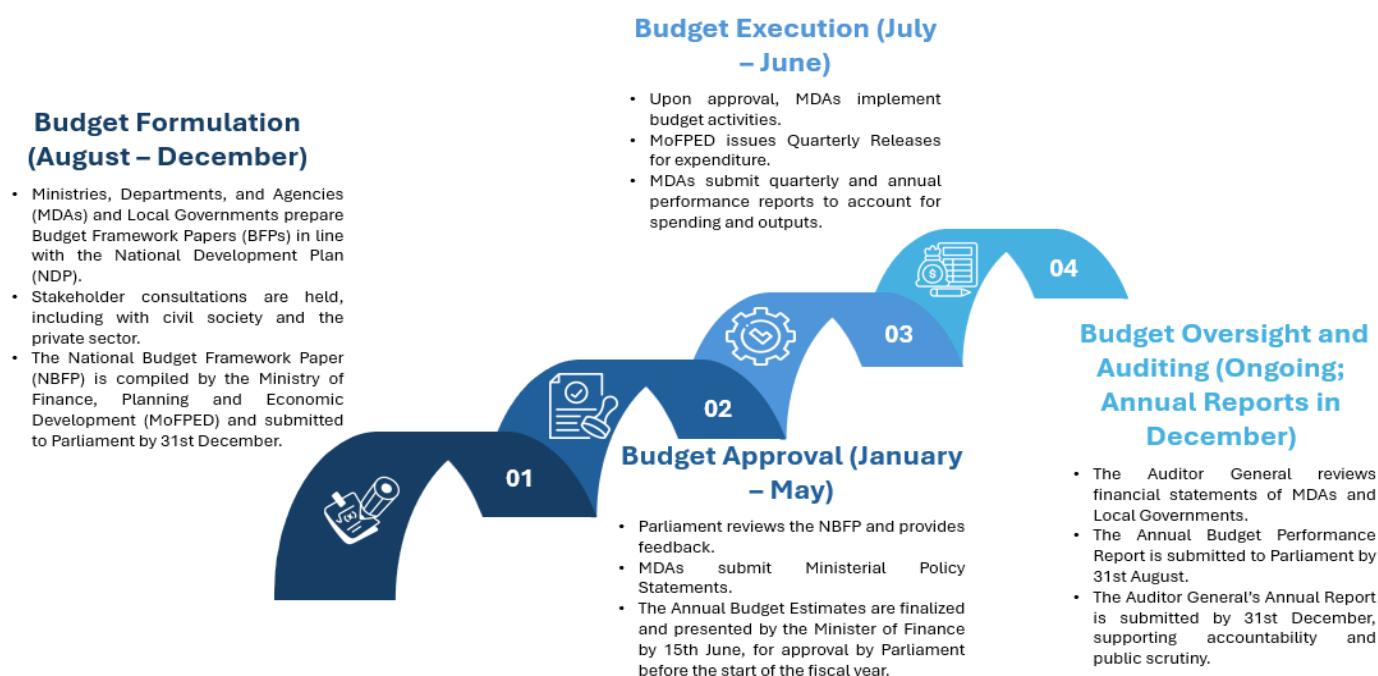 Budget Formulation
(August – December)
• Ministries, Departments, and Agencies
(MDAs) and Local Governments prepare
Budget Framework Papers (BFPs) in line
with the National Development Plan
(NDP).
• Stakeholder consultations are held,
including with civil society and the
private sector.
• The National Budget Framework Paper
(NBFP) is compiled by the Ministry of
Finance, Planning and Economic
Development (MoFPED) and submitted
to Parliament by 31st December.
01
02
Budget Approval (January
– May)
• Parliament reviews the NBFP and provides
feedback.
• MDAs submit Ministerial Policy
Statements.
• The Annual Budget Estimates are finalized
and presented by the Minister of Finance
by 15th June, for approval by Parliament
before the start of the fiscal year.
Budget Execution (July
– June)
• Upon approval, MDAs implement
budget activities.
• MoFPED issues Quarterly Releases
for expenditure.
• MDAs submit quarterly and annual
performance reports to account for
spending and outputs.
03
04
Budget Oversight and
Auditing (Ongoing;
Annual Reports in
December)
• The Auditor General reviews
financial statements of MDAs and
Local Governments.
• The Annual Budget Performance
Report is submitted to Parliament by
31st August.
• The Auditor General's Annual Report
is submitted by 31st December,
supporting accountability and
public scrutiny.